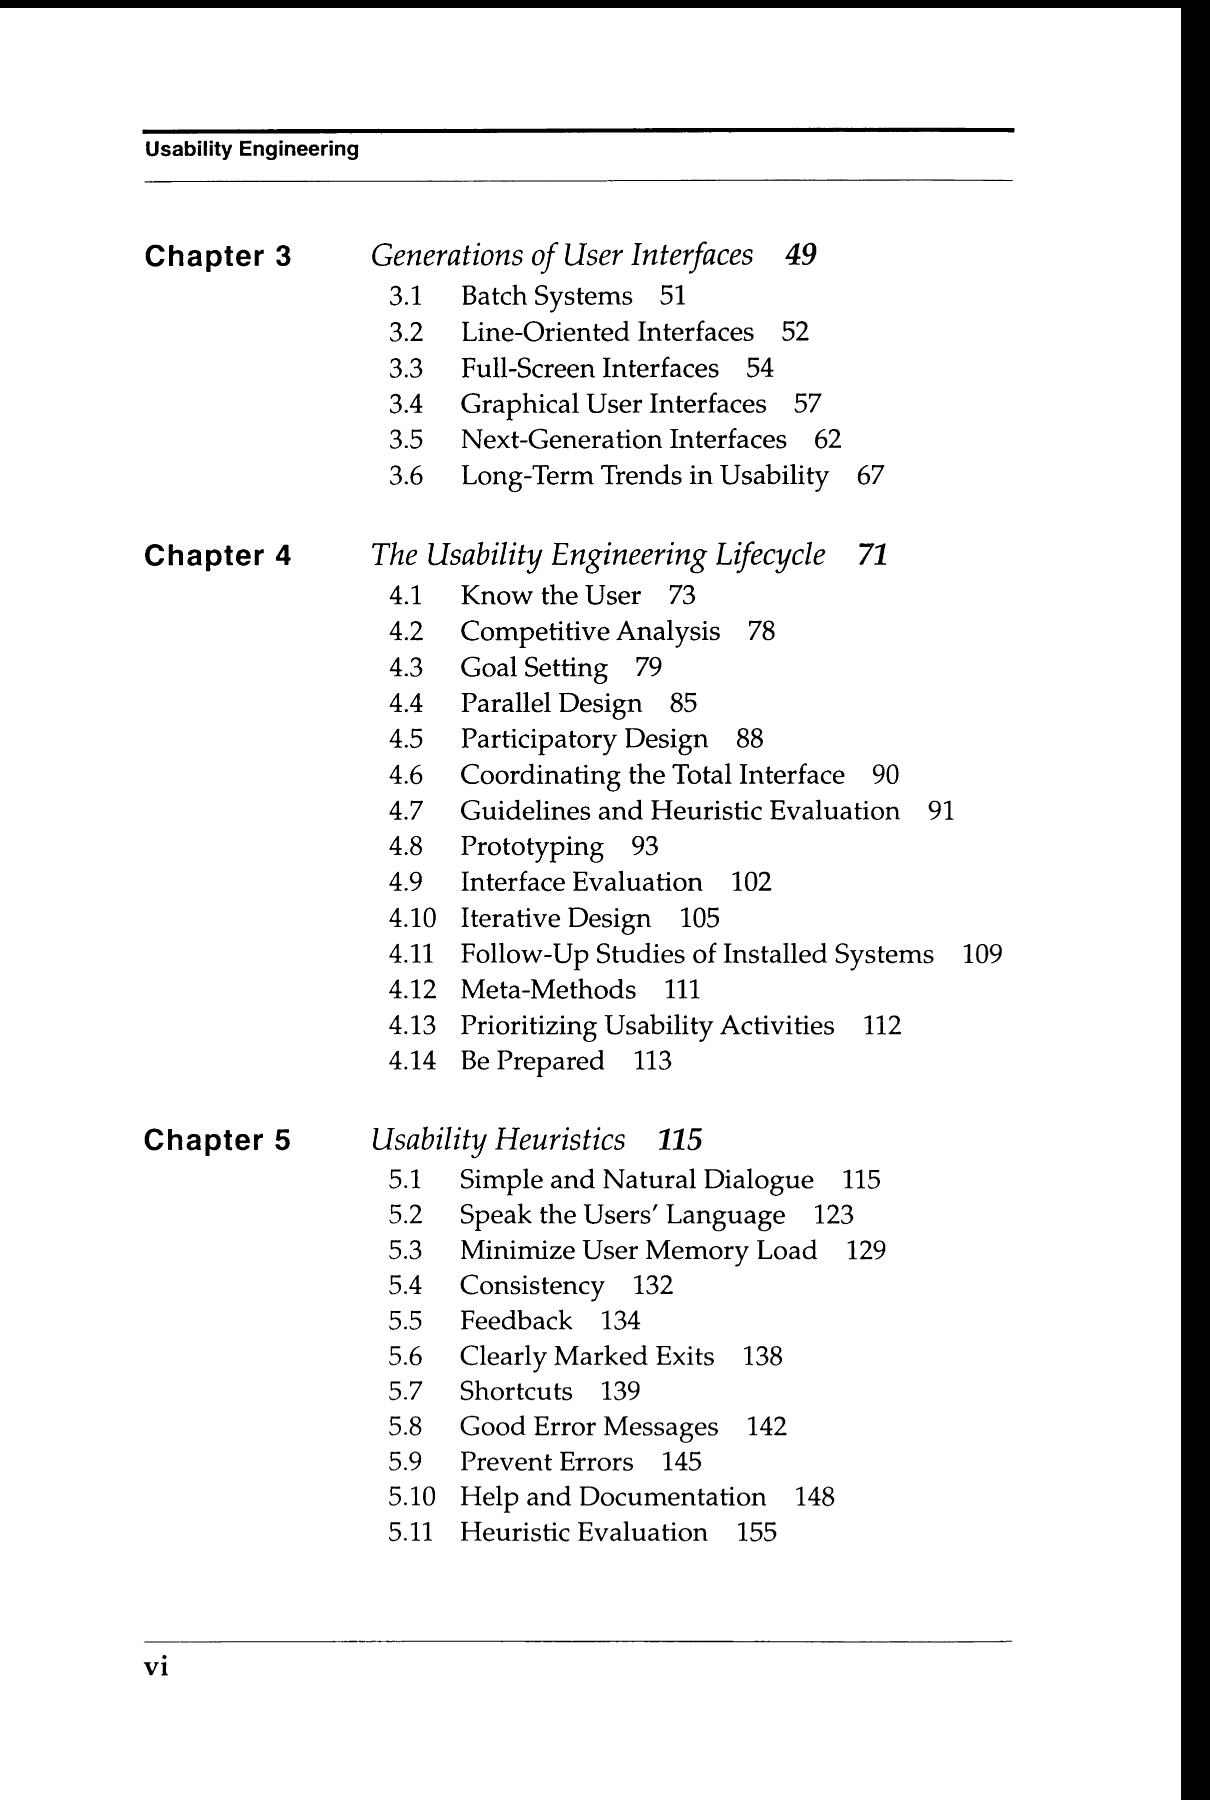 Usability Engineering
Chapter 3 Generations of User Interfaces 49
3.1 Batch Systems 51
3.2 Line-Oriented Interfaces 52
3.3 Full-Screen Interfaces 54
3.4 Graphical User Interfaces 57
3.5 Next-Generation Interfaces 62
3.6 Long-Term Trends in Usability 67
Chapter 4 The Usability Engineering Lifecycle 71
4.1 Know the User 73
4.2 Competitive Analysis 78
4.3 Goal Setting 79
4.4 Parallel Design 85
4.5 Participatory Design 88
4.6 Coordinating the Total Interface 90
4.7 Guidelines and Heuristic Evaluation 91
4.8 Prototyping 93
4.9 Interface Evaluation 102
4.10 Iterative Design 105
4.11 Follow-Up Studies of Installed Systems 109
4.12 Meta-Methods 111
4.13 Prioritizing Usability Activities 112
4.14 Be Prepared 113
Chapter 5 Usability Heuristics 115
5.1 Simple and Natural Dialogue 115
5.2 Speak the Users' Language 123
5.3 Minimize User Memory Load 129
5.4 Consistency 132
5.5 Feedback 134
5.6 Clearly Marked Exits 138
5.7 Shortcuts 139
5.8 Good Error Messages 142
5.9 Prevent Errors 145
5.10 Help and Documentation 148
5.11 Heuristic Evaluation 155
vi